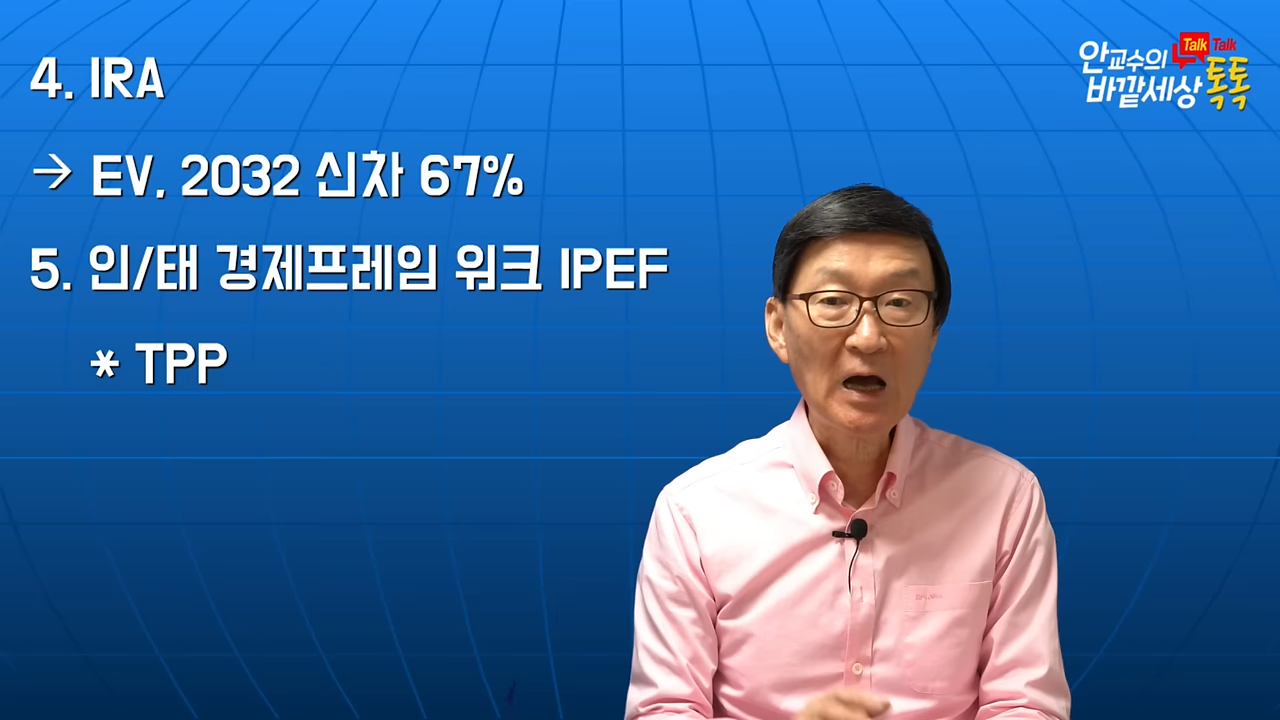 4. IRA
→ EV. 2032 신차 67%
5. 인/태 경제프레임 워크 IPEF
* TPP
Talk Talk
안교수의
바깥세상 톡톡